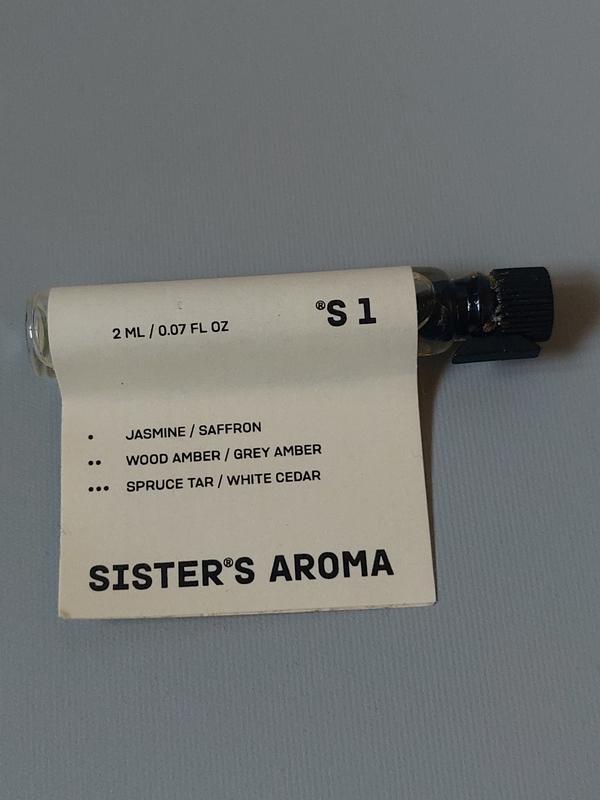 2 ML / 0.07 FL OZ
®S 1
• JASMINE / SAFFRON
•• WOOD AMBER / GREY AMBER
••• SPRUCE TAR / WHITE CEDAR
SISTER®S AROMA